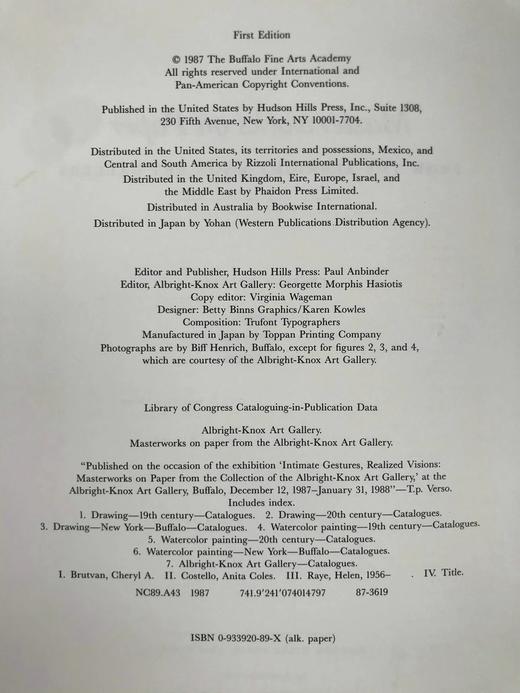 First Edition
© 1987 The Buffalo Fine Arts Academy
All rights reserved under International and
Pan-American Copyright Conventions.
Published in the United States by Hudson Hills Press, Inc., Suite 1308,
230 Fifth Avenue, New York, NY 10001-7704.
Distributed in the United States, its territories and possessions, Mexico, and
Central and South America by Rizzoli International Publications, Inc.
Distributed in the United Kingdom, Eire, Europe, Israel, and
the Middle East by Phaidon Press Limited.
Distributed in Australia by Bookwise International.
Distributed in Japan by Yohan (Western Publications Distribution Agency).
Editor and Publisher, Hudson Hills Press: Paul Anbinder
Editor, Albright-Knox Art Gallery: Georgette Morphis Hasiotis
Copy editor: Virginia Wageman
Designer: Betty Binns Graphics/Karen Kowles
Composition: Trufont Typographers
Manufactured in Japan by Toppan Printing Company
Photographs are by Biff Henrich, Buffalo, except for figures 2, 3, and 4,
which are courtesy of the Albright-Knox Art Gallery.
Library of Congress Cataloguing-in-Publication Data
Albright-Knox Art Gallery.
Masterworks on paper from the Albright-Knox Art Gallery.
“Published on the occasion of the exhibition ‘Intimate Gestures, Realized Visions:
Masterworks on Paper from the Collection of the Albright-Knox Art Gallery,’ at the
Albright-Knox Art Gallery, Buffalo, December 12, 1987–January 31, 1988”—T.p. Verso.
Includes index.
1. Drawing—19th century—Catalogues. 2. Drawing—20th century—Catalogues.
3. Drawing—New York—Buffalo—Catalogues. 4. Watercolor painting—19th century—Catalogues.
5. Watercolor painting—20th century—Catalogues.
6. Watercolor painting—New York—Buffalo—Catalogues.
7. Albright-Knox Art Gallery—Catalogues.
I. Brutvan, Cheryl A. II. Costello, Anita Coles. III. Raye, Helen, 1956– . IV. Title.
NC89.A43 1987 741.9'241'074014797 87-3619
ISBN 0-933920-89-X (alk. paper)